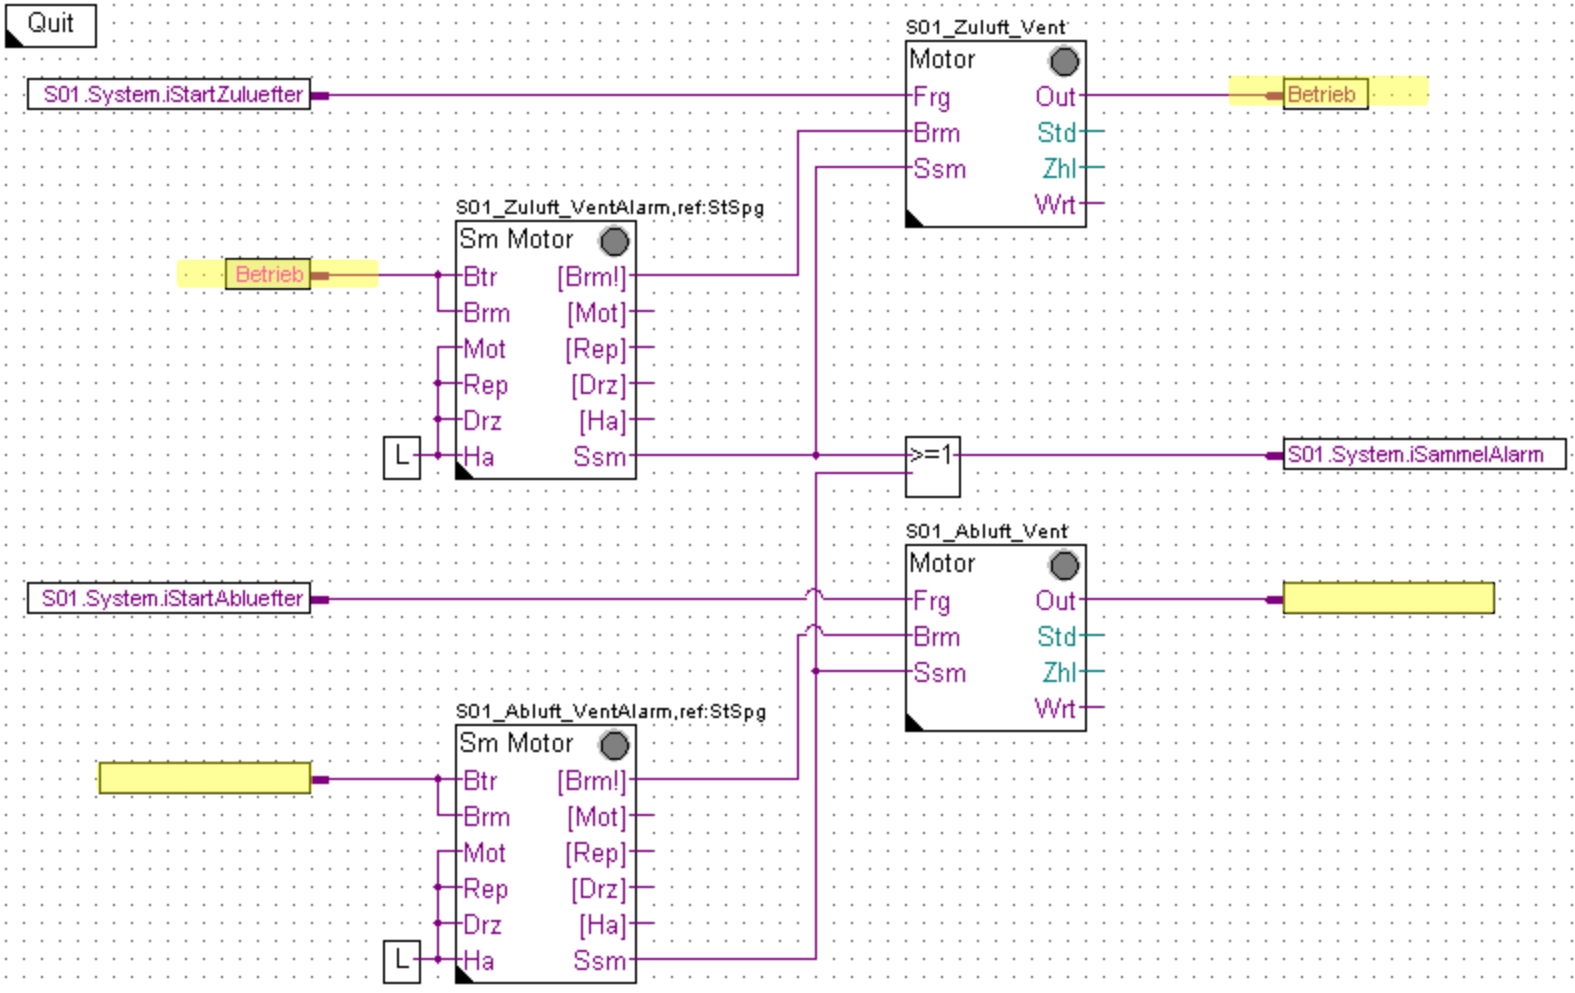 Quit
S01_Zuluft_Vent
Motor
S01.System.iStartZuluefter
Frg Out
Betrieb
Brm Std
Ssm Zhl
Wrt
S01_Zuluft_VentAlarm,ref:StSpg
Sm Motor
Betrieb
Btr [Brm!]
Brm [Mot]
Mot [Rep]
Rep [Drz]
Drz [Ha]
L
Ha Ssm
>=1
S01.System.iSammelAlarm
S01_Abluft_Vent
Motor
S01.System.iStartAbluefter
Frg Out
Brm Std
Ssm Zhl
Wrt
S01_Abluft_VentAlarm,ref:StSpg
Sm Motor
Btr [Brm!]
Brm [Mot]
Mot [Rep]
Rep [Drz]
Drz [Ha]
L
Ha Ssm